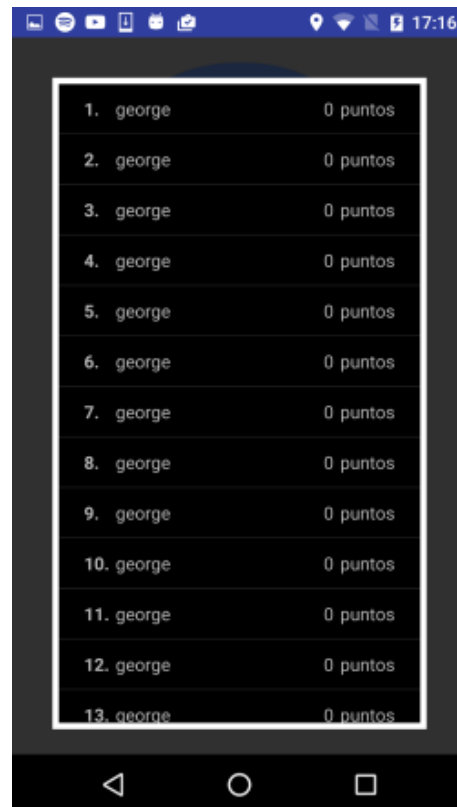 17:16
1. george 0 puntos
2. george 0 puntos
3. george 0 puntos
4. george 0 puntos
5. george 0 puntos
6. george 0 puntos
7. george 0 puntos
8. george 0 puntos
9. george 0 puntos
10. george 0 puntos
11. george 0 puntos
12. george 0 puntos
13. george 0 puntos